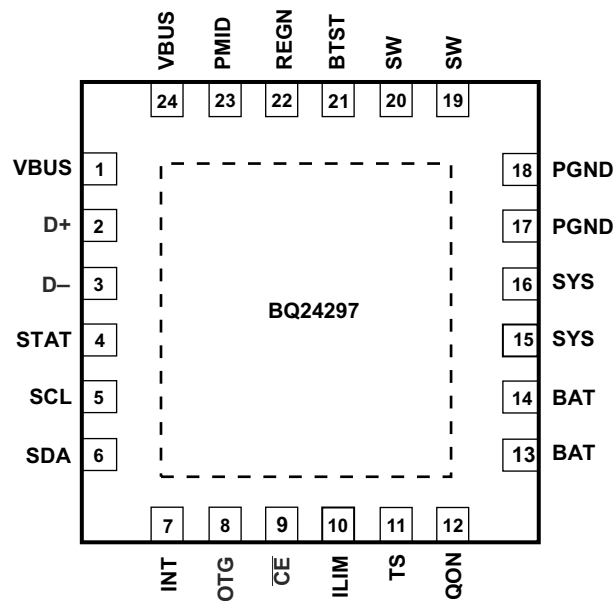 VBUS PMID REGN BTST SW SW
24 23 22 21 20 19
VBUS 1
D+ 2
D– 3
STAT 4
SCL 5
SDA 6
BQ24297
18 PGND
17 PGND
16 SYS
15 SYS
14 BAT
13 BAT
7 8 9 10 11 12
INT OTG C̅E̅ ILIM TS QON